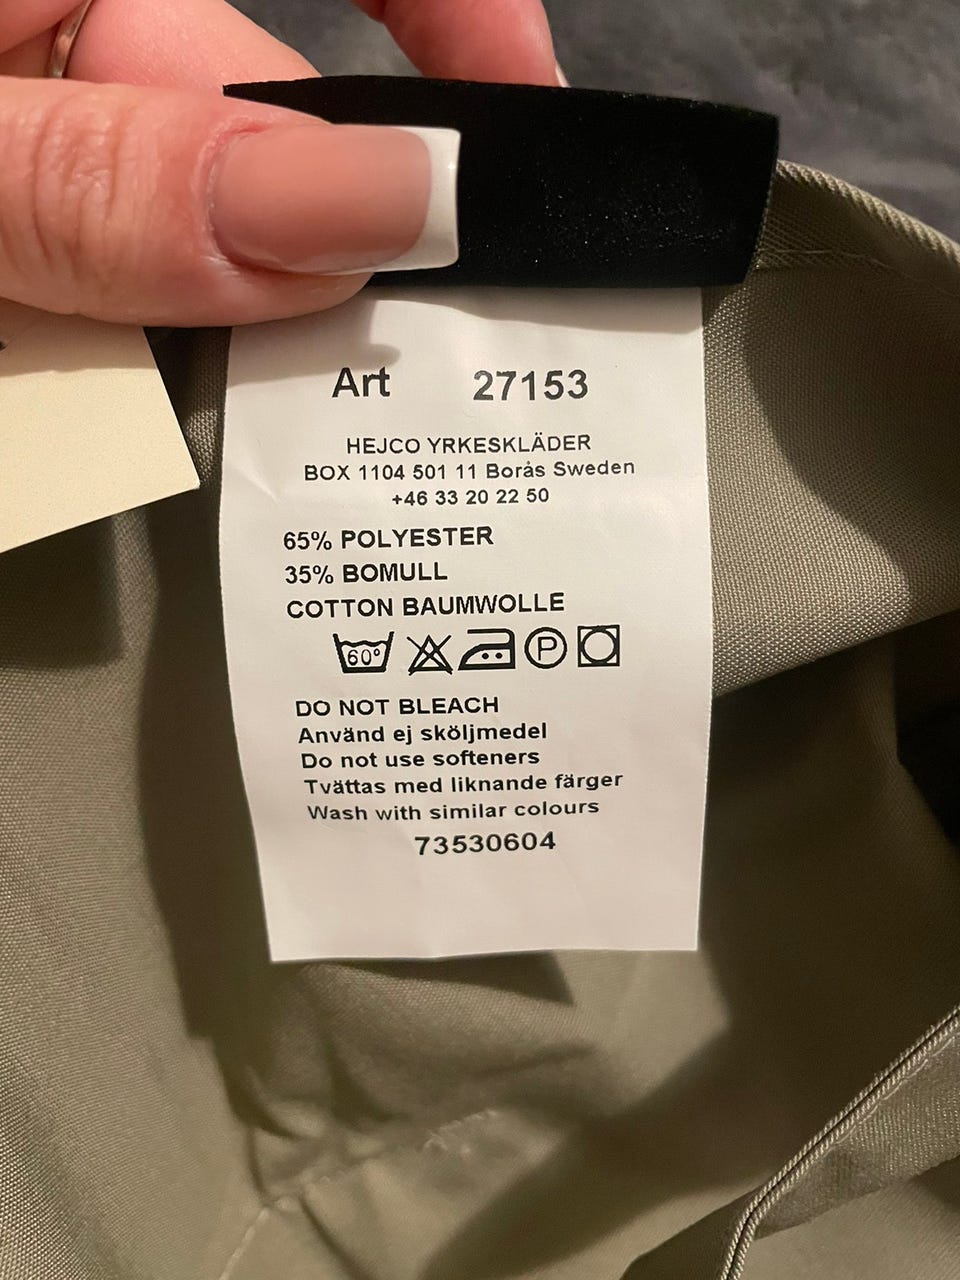 Art 27153
HEJCO YRKESKLÄDER
BOX 1104 501 11 Borås Sweden
+46 33 20 22 50
65% POLYESTER
35% BOMULL
COTTON BAUMWOLLE
60° P
DO NOT BLEACH
Använd ej sköljmedel
Do not use softeners
Tvättas med liknande färger
Wash with similar colours
73530604